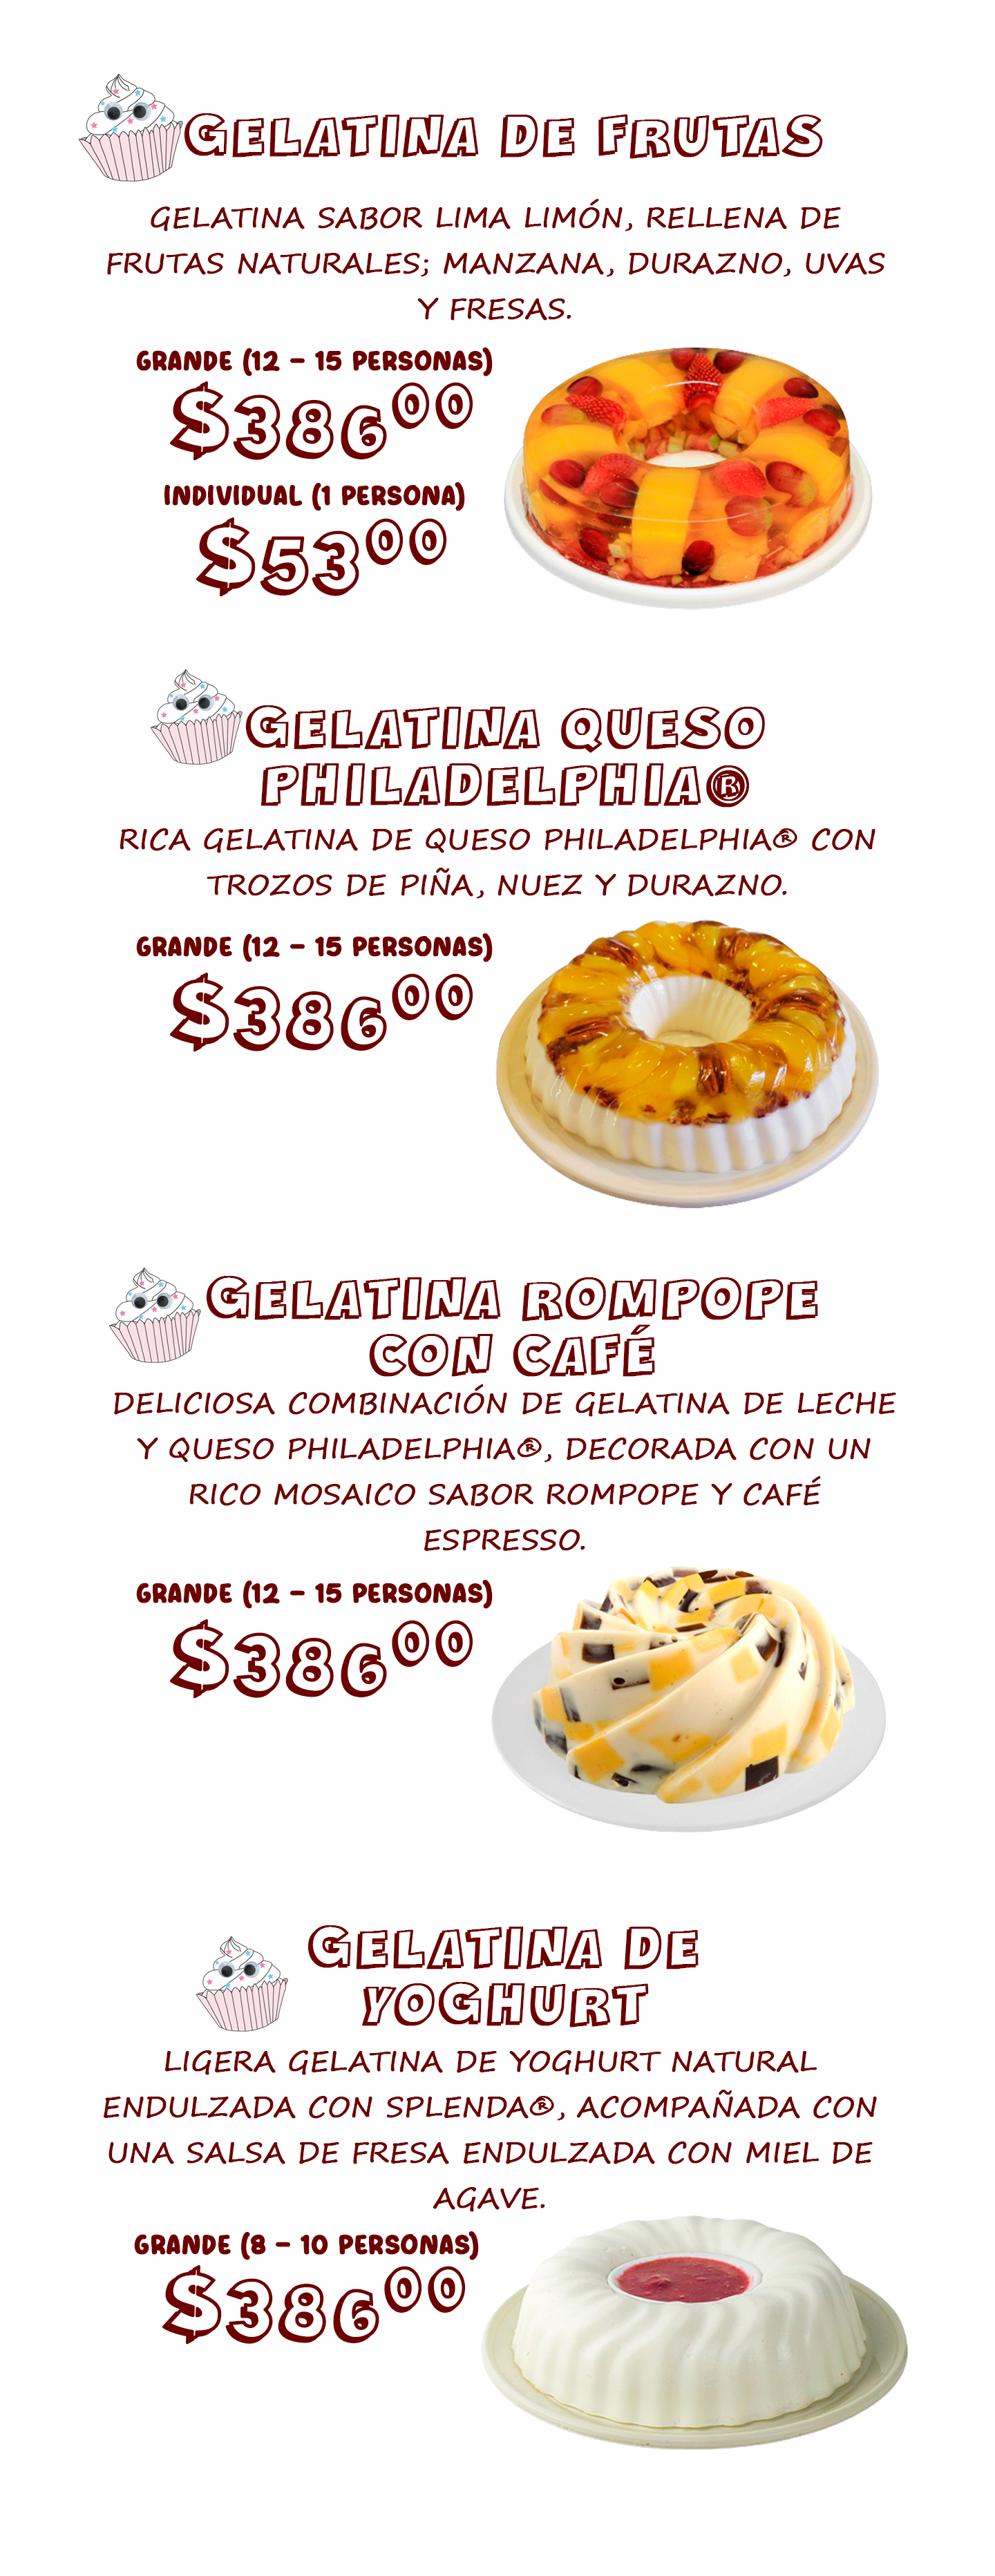 GELATINA DE FRUTAS
GELATINA SABOR LIMA LIMÓN, RELLENA DE
FRUTAS NATURALES; MANZANA, DURAZNO, UVAS
Y FRESAS.
GRANDE (12 - 15 PERSONAS)
$386⁰⁰
INDIVIDUAL (1 PERSONA)
$53⁰⁰
GELATINA QUESO
PHILADELPHIA®
RICA GELATINA DE QUESO PHILADELPHIA® CON
TROZOS DE PIÑA, NUEZ Y DURAZNO.
GRANDE (12 - 15 PERSONAS)
$386⁰⁰
GELATINA ROMPOPE
CON CAFÉ
DELICIOSA COMBINACIÓN DE GELATINA DE LECHE
Y QUESO PHILADELPHIA®, DECORADA CON UN
RICO MOSAICO SABOR ROMPOPE Y CAFÉ
ESPRESSO.
GRANDE (12 - 15 PERSONAS)
$386⁰⁰
GELATINA DE
YOGHURT
LIGERA GELATINA DE YOGHURT NATURAL
ENDULZADA CON SPLENDA®, ACOMPAÑADA CON
UNA SALSA DE FRESA ENDULZADA CON MIEL DE
AGAVE.
GRANDE (8 - 10 PERSONAS)
$386⁰⁰